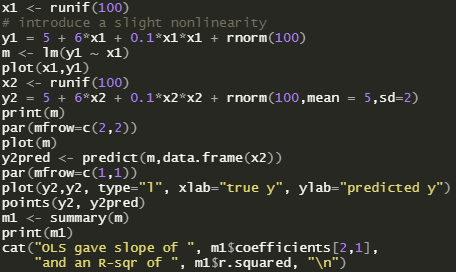 x1 <- runif(100)
# introduce a slight nonlinearity
y1 = 5 + 6*x1 + 0.1*x1*x1 + rnorm(100)
m <- lm(y1 ~ x1)
plot(x1,y1)
x2 <- runif(100)
y2 = 5 + 6*x2 + 0.1*x2*x2 + rnorm(100,mean = 5,sd=2)
print(m)
par(mfrow=c(2,2))
plot(m)
y2pred <- predict(m,data.frame(x2))
par(mfrow=c(1,1))
plot(y2,y2, type="l", xlab="true y", ylab="predicted y")
points(y2, y2pred)
m1 <- summary(m)
print(m1)
cat("OLS gave slope of ", m1$coefficients[2,1],
"and an R-sqr of ", m1$r.squared, "\n")